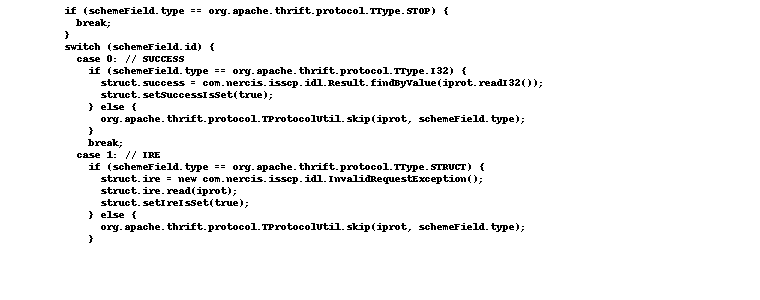 if (schemeField.type == org.apache.thrift.protocol.TType.STOP) {
break;
}
switch (schemeField.id) {
case 0: // SUCCESS
if (schemeField.type == org.apache.thrift.protocol.TType.I32) {
struct.success = com.nercis.isscp.idl.Result.findByValue(iprot.readI32());
struct.setSuccessIsSet(true);
} else {
org.apache.thrift.protocol.TProtocolUtil.skip(iprot, schemeField.type);
}
break;
case 1: // IRE
if (schemeField.type == org.apache.thrift.protocol.TType.STRUCT) {
struct.ire = new com.nercis.isscp.idl.InvalidRequestException();
struct.ire.read(iprot);
struct.setIreIsSet(true);
} else {
org.apache.thrift.protocol.TProtocolUtil.skip(iprot, schemeField.type);
}